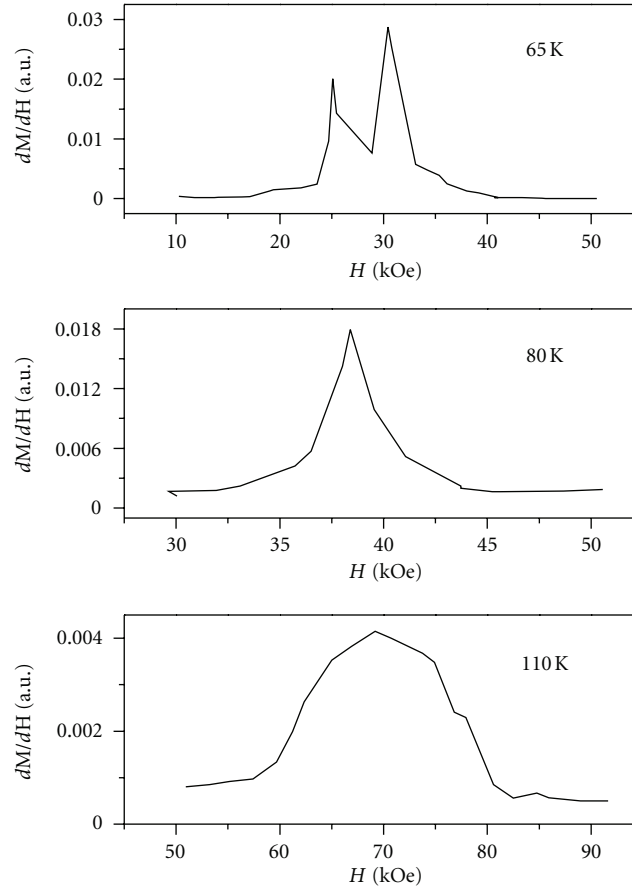 0.03
65 K
0.02
dM/dH (a.u.)
0.01
0
10 20 30 40 50
H (kOe)
0.018
80 K
0.012
dM/dH (a.u.)
0.006
0
30 35 40 45 50
H (kOe)
0.004
110 K
dM/dH (a.u.)
0.002
0
50 60 70 80 90
H (kOe)